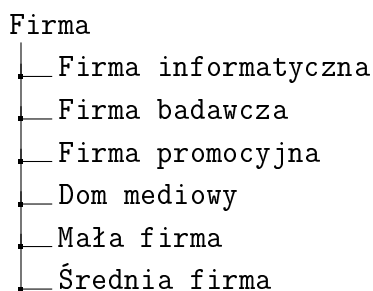 Firma
Firma informatyczna
Firma badawcza
Firma promocyjna
Dom mediowy
Mała firma
Średnia firma